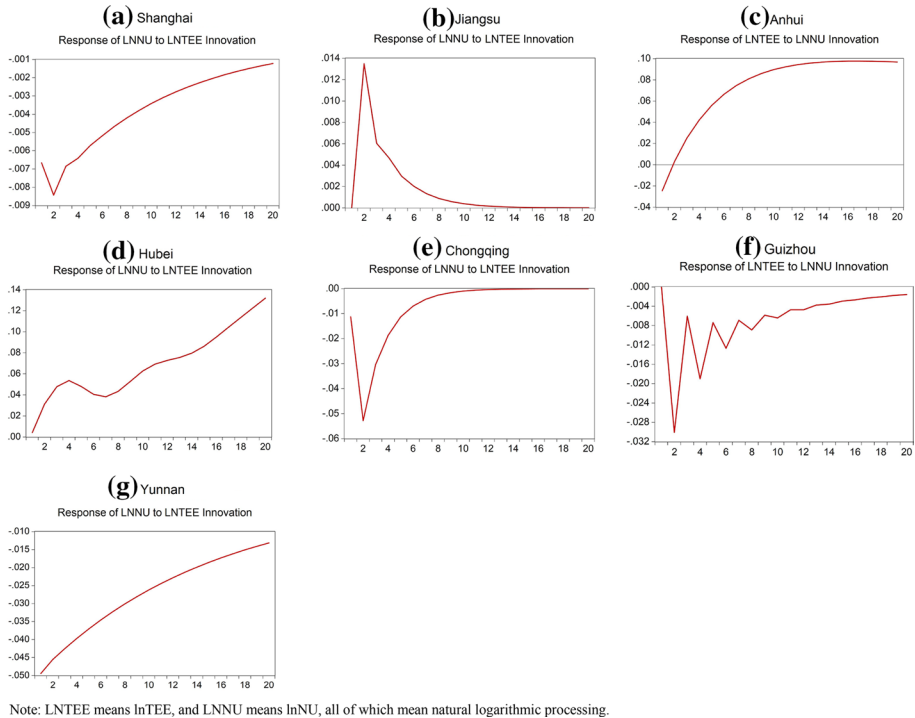 (a) Shanghai
Response of LNNU to LNTEE Innovation
-.001
-.002
-.003
-.004
-.005
-.006
-.007
-.008
-.009
2 4 6 8 10 12 14 16 18 20
(b) Jiangsu
Response of LNNU to LNTEE Innovation
.014
.012
.010
.008
.006
.004
.002
.000
2 4 6 8 10 12 14 16 18 20
(c) Anhui
Response of LNTEE to LNNU Innovation
.10
.08
.06
.04
.02
.00
-.02
-.04
2 4 6 8 10 12 14 16 18 20
(d) Hubei
Response of LNNU to LNTEE Innovation
.14
.12
.10
.08
.06
.04
.02
.00
2 4 6 8 10 12 14 16 18 20
(e) Chongqing
Response of LNNU to LNTEE Innovation
.00
-.01
-.02
-.03
-.04
-.05
-.06
2 4 6 8 10 12 14 16 18 20
(f) Guizhou
Response of LNTEE to LNNU Innovation
.000
-.004
-.008
-.012
-.016
-.020
-.024
-.028
-.032
2 4 6 8 10 12 14 16 18 20
(g) Yunnan
Response of LNNU to LNTEE Innovation
-.010
-.015
-.020
-.025
-.030
-.035
-.040
-.045
-.050
2 4 6 8 10 12 14 16 18 20
Note: LNTEE means lnTEE, and LNNU means lnNU, all of which mean natural logarithmic processing.